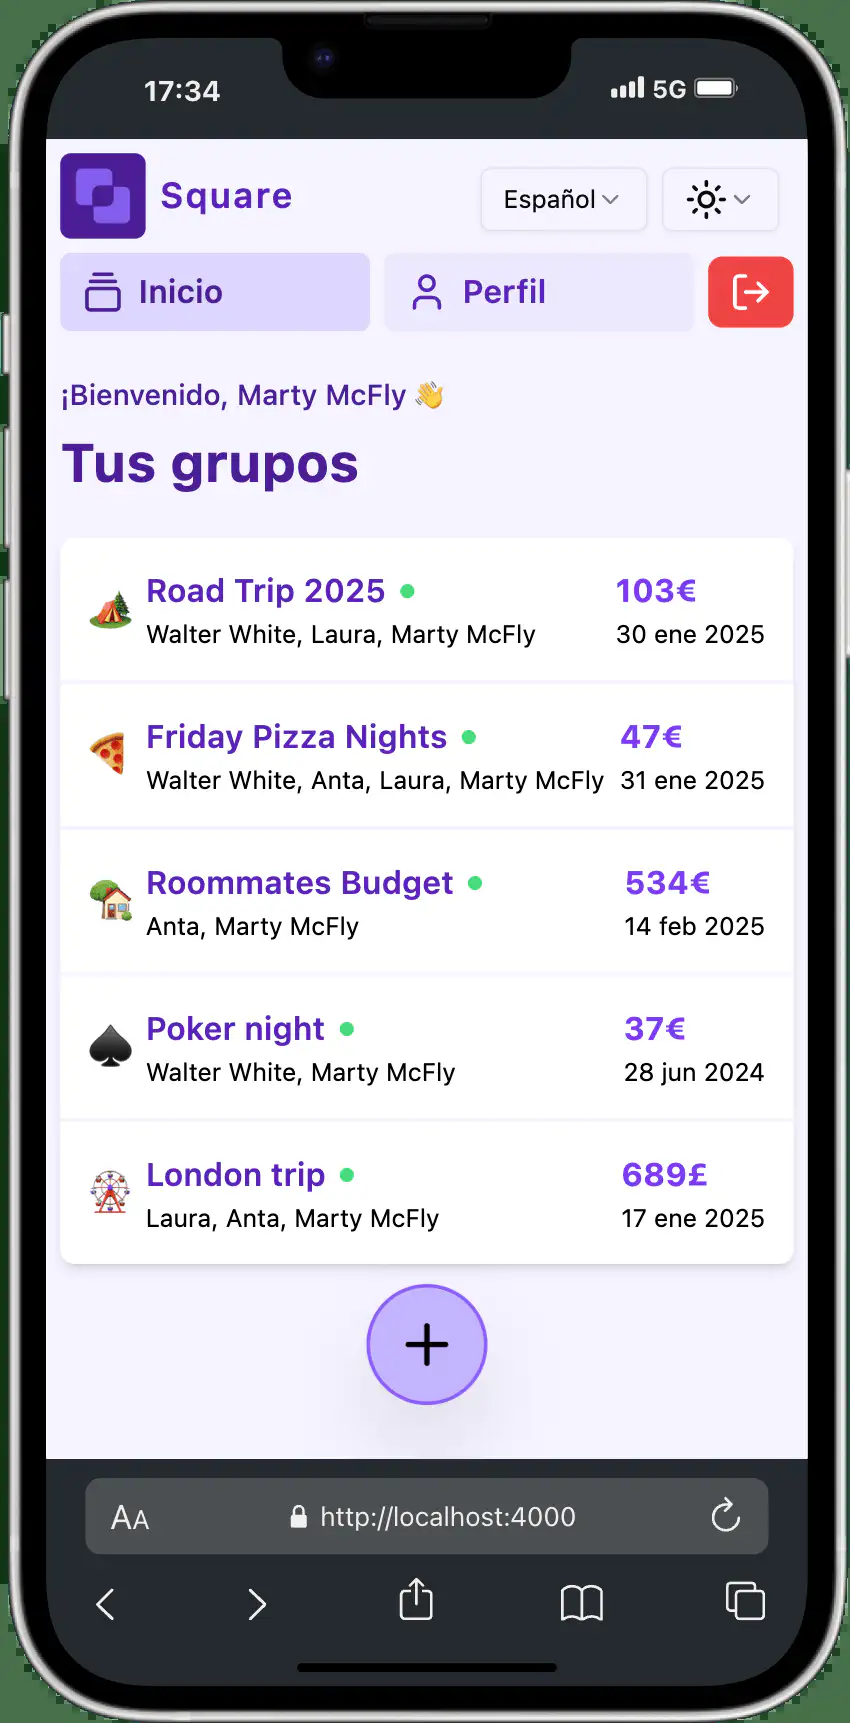 17:34 5G
Square Español
Inicio Perfil
¡Bienvenido, Marty McFly 👋
Tus grupos
Road Trip 2025 103€
Walter White, Laura, Marty McFly 30 ene 2025
Friday Pizza Nights 47€
Walter White, Anta, Laura, Marty McFly 31 ene 2025
Roommates Budget 534€
Anta, Marty McFly 14 feb 2025
Poker night 37€
Walter White, Marty McFly 28 jun 2024
London trip 689£
Laura, Anta, Marty McFly 17 ene 2025
+
AA http://localhost:4000